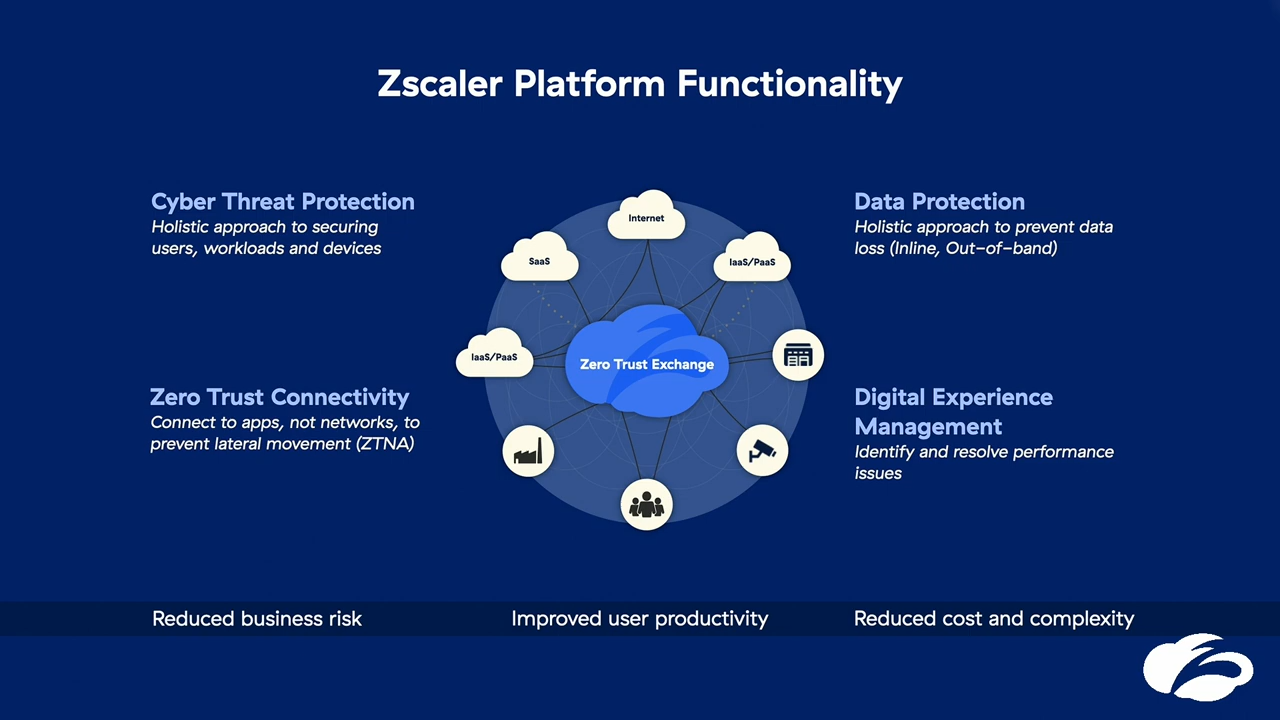 Zscaler Platform Functionality
Cyber Threat Protection
Holistic approach to securing
users, workloads and devices
Zero Trust Connectivity
Connect to apps, not networks, to
prevent lateral movement (ZTNA)
Internet
SaaS
IaaS/PaaS
IaaS/PaaS
Zero Trust Exchange
Data Protection
Holistic approach to prevent data
loss (Inline, Out-of-band)
Digital Experience
Management
Identify and resolve performance
issues
Reduced business risk
Improved user productivity
Reduced cost and complexity